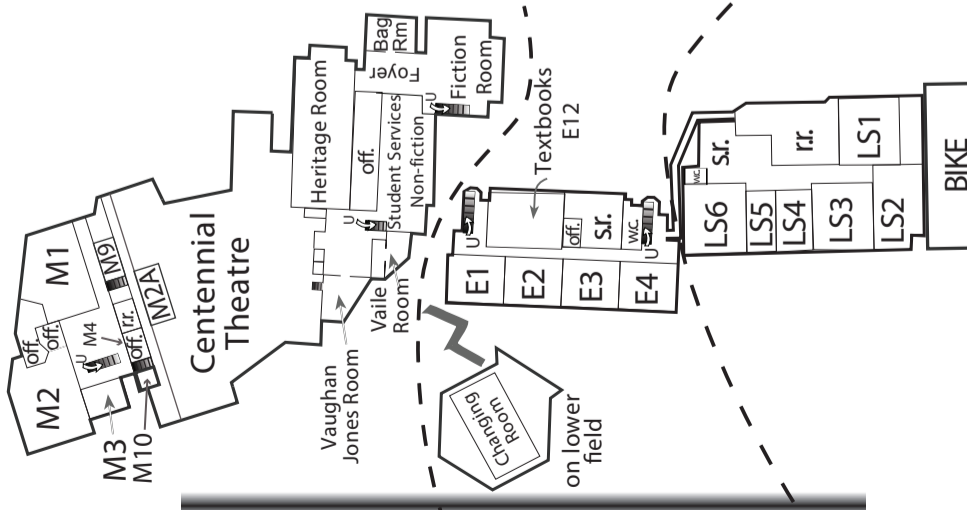 Bag
Rm
Foyer
Fiction
Room
U
Heritage Room
off.
Student Services
Non-fiction
U
M1
M9
M2A
off.
off.
r.r.
M4
off.
U
M2
M3
M10
Centennial
Theatre
Vaile
Room
Vaughan
Jones Room
Textbooks
E12
U
off.
s.r.
w.c.
U
E1
E2
E3
E4
Changing
Room
on lower
field
s.r.
w.c.
r.r.
LS1
LS6
LS5
LS4
LS3
LS2
BIKE